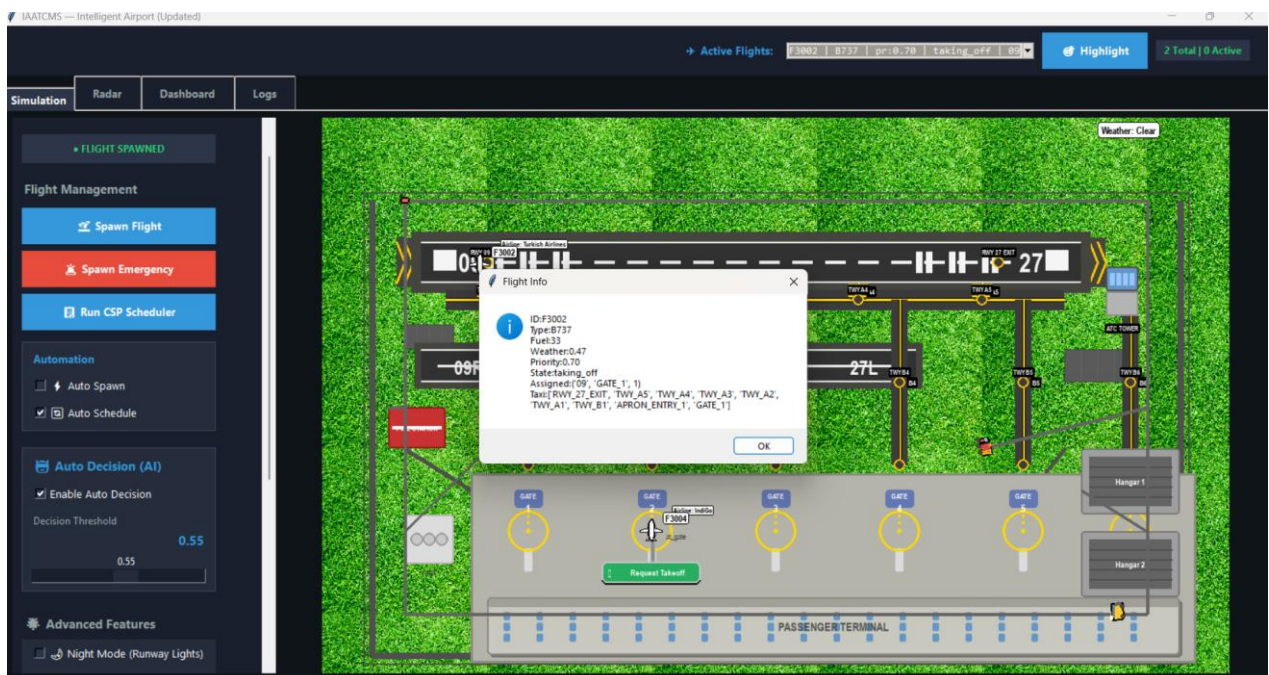 IAATCMS — Intelligent Airport (Updated)
Active Flights:
F3002 | B737 | pr:0.70 | taking_off | 09
Highlight
2 Total | 0 Active
Simulation
Radar
Dashboard
Logs
• FLIGHT SPAWNED
Flight Management
Spawn Flight
Spawn Emergency
Run CSP Scheduler
Automation
Auto Spawn
Auto Schedule
Auto Decision (AI)
Enable Auto Decision
Decision Threshold
0.55
0.55
Advanced Features
Night Mode (Runway Lights)
Weather: Clear
Airline: Turkish Airlines
RWY 09
F3002
RWY 27 EXIT
27
TWY A4
TWY A5
ATC TOWER
27L
TWY B4
B4
TWY B5
B5
TWY B6
Flight Info
ID:F3002
Type:B737
Fuel:33
Weather:0.47
Priority:0.70
State:taking_off
Assigned:('09', 'GATE_1', 1)
Taxi:['RWY_27_EXIT', 'TWY_A5', 'TWY_A4', 'TWY_A3', 'TWY_A2',
'TWY_A1', 'TWY_B1', 'APRON_ENTRY_1', 'GATE_1']
OK
GATE
1
GATE
2
GATE
3
GATE
4
GATE
5
Airline: IndiGo
F3004
at_gate
Request Takeoff
Hangar 1
Hangar 2
PASSENGER TERMINAL